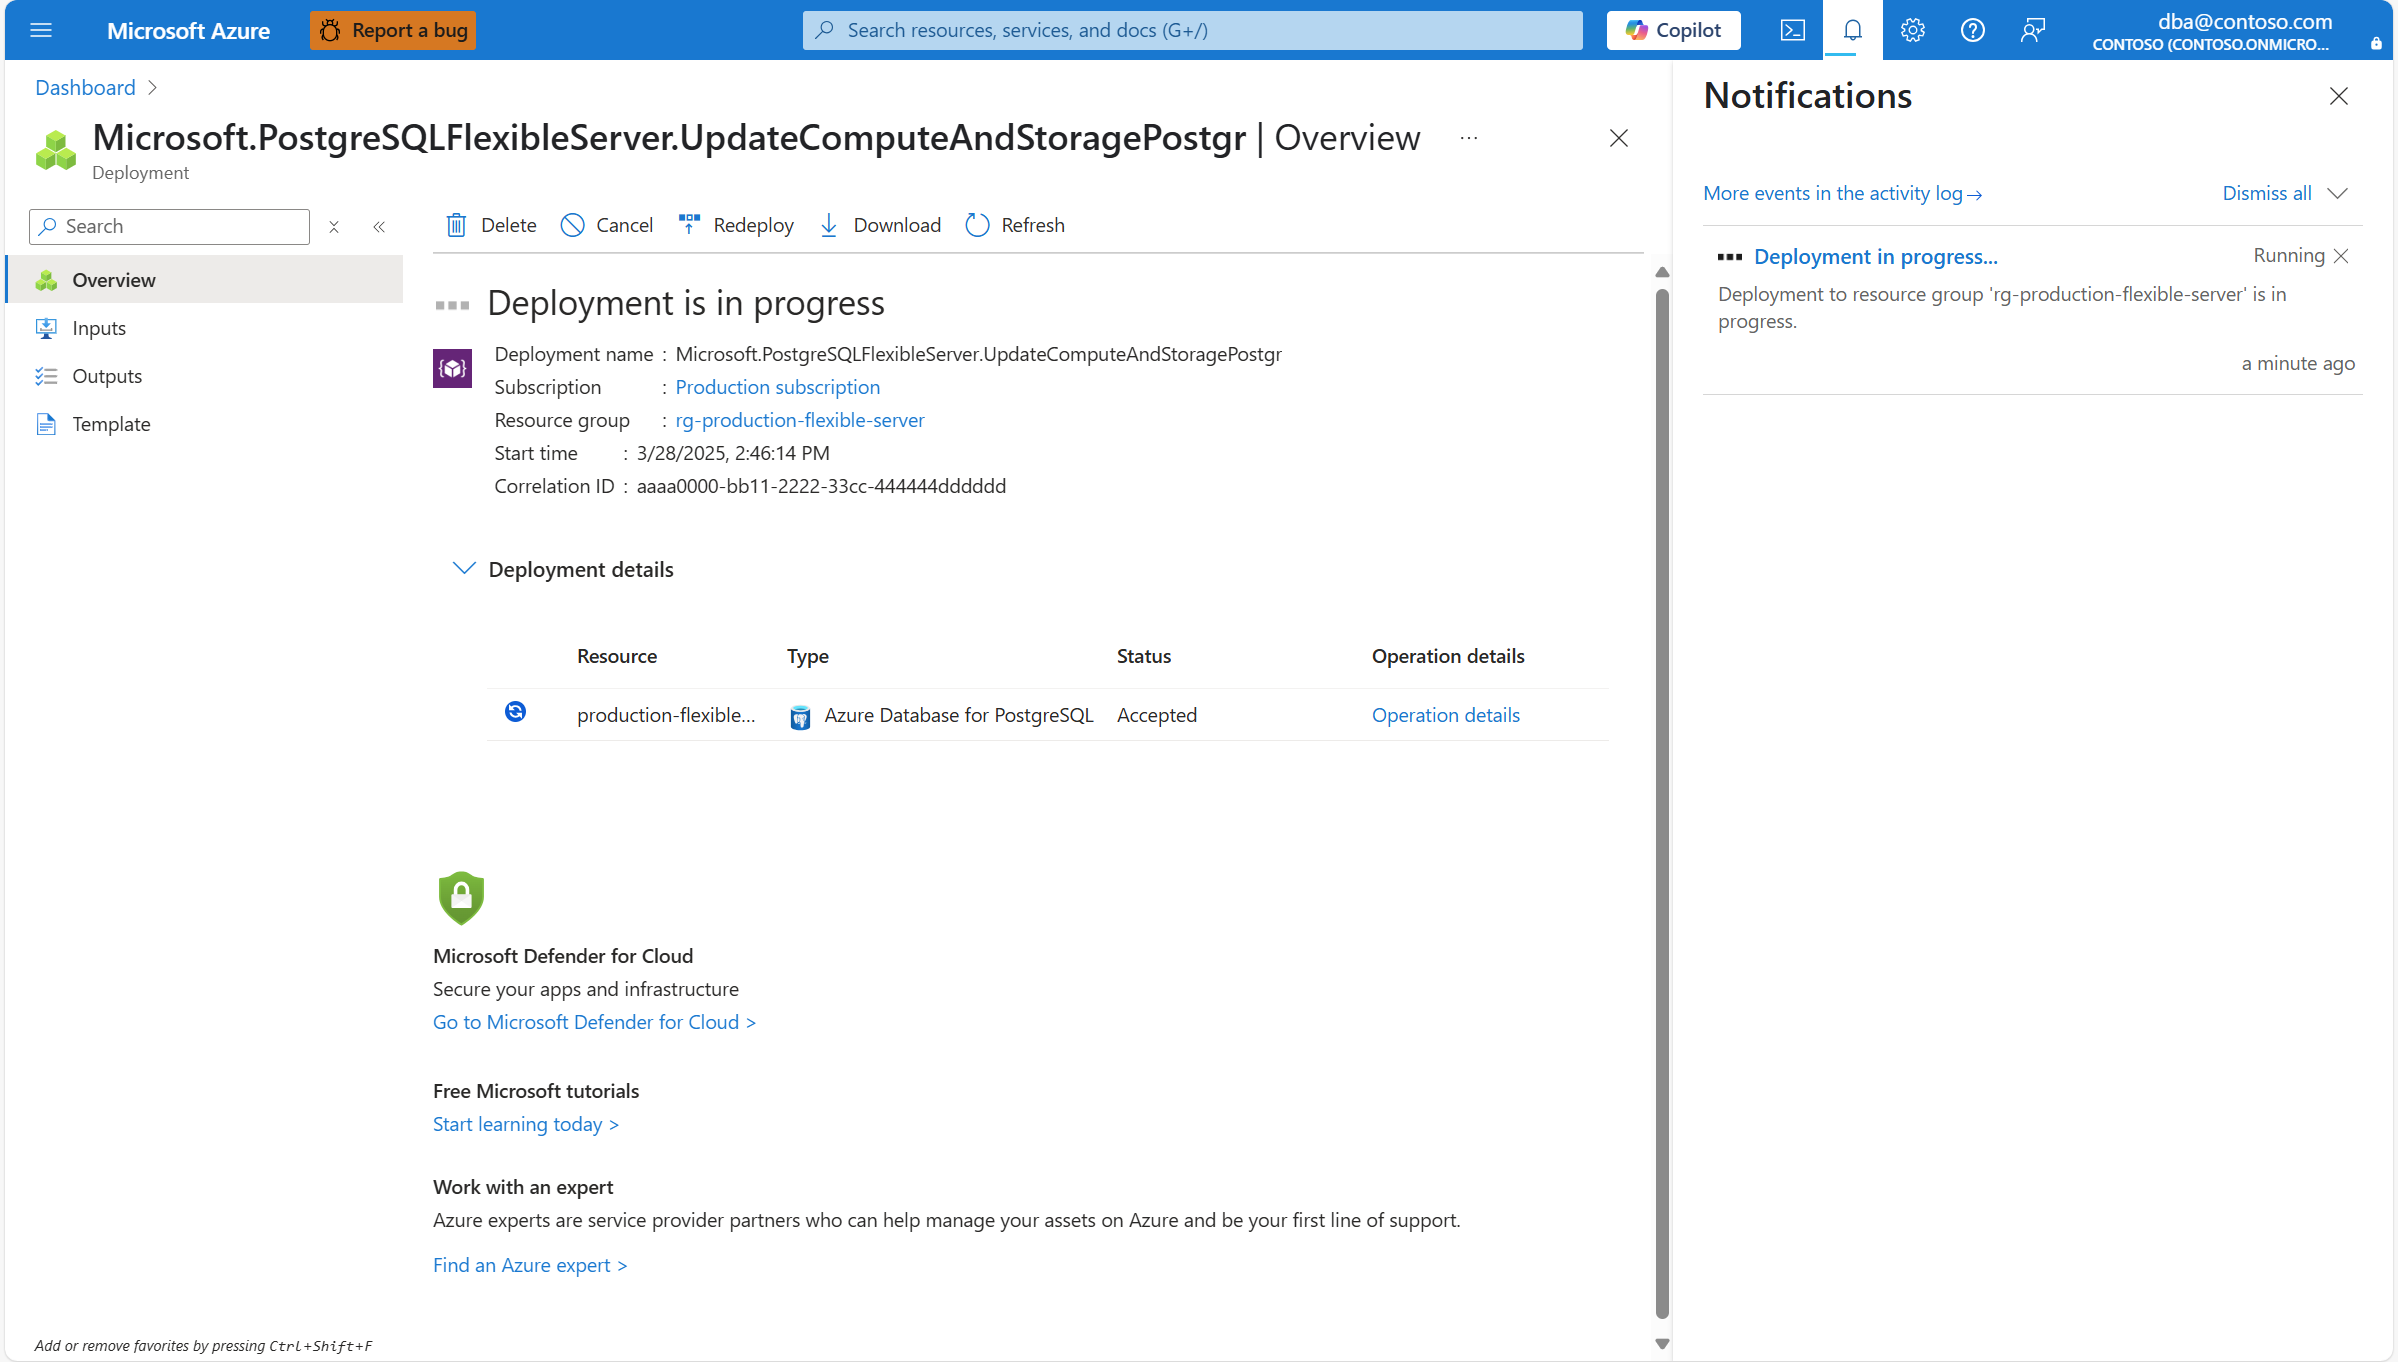 Microsoft Azure
Report a bug
Search resources, services, and docs (G+/)
Copilot
dba@contoso.com
CONTOSO (CONTOSO.ONMICRO...
Dashboard
Microsoft.PostgreSQLFlexibleServer.UpdateComputeAndStoragePostgr | Overview
...
Deployment
Search
Overview
Inputs
Outputs
Template
Delete
Cancel
Redeploy
Download
Refresh
Deployment is in progress
Deployment name : Microsoft.PostgreSQLFlexibleServer.UpdateComputeAndStoragePostgr
Subscription : Production subscription
Resource group : rg-production-flexible-server
Start time : 3/28/2025, 2:46:14 PM
Correlation ID : aaaa0000-bb11-2222-33cc-444444dddddd
Deployment details
Resource Type Status Operation details
production-flexible... Azure Database for PostgreSQL Accepted Operation details
Microsoft Defender for Cloud
Secure your apps and infrastructure
Go to Microsoft Defender for Cloud >
Free Microsoft tutorials
Start learning today >
Work with an expert
Azure experts are service provider partners who can help manage your assets on Azure and be your first line of support.
Find an Azure expert >
Add or remove favorites by pressing Ctrl+Shift+F
Notifications
More events in the activity log→
Dismiss all
Deployment in progress...
Running
Deployment to resource group 'rg-production-flexible-server' is in
progress.
a minute ago